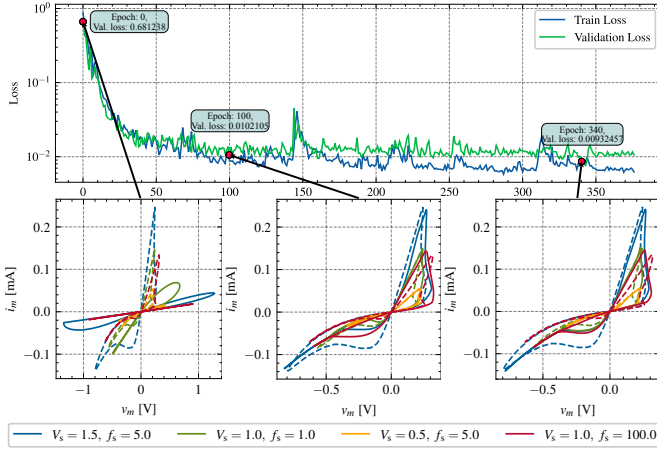 10⁰
10⁻¹
10⁻²
Loss
Epoch: 0,
Val. loss: 0.681238
Epoch: 100,
Val. loss: 0.0102105
Epoch: 340,
Val. loss: 0.00932457
Train Loss
Validation Loss
0 50 100 150 200 250 300 350
0.2
0.1
0.0
−0.1
i_m [mA]
−1 0 1
v_m [V]
0.2
0.1
0.0
−0.1
i_m [mA]
−0.5 0.0
v_m [V]
0.2
0.1
0.0
−0.1
i_m [mA]
−0.5 0.0
v_m [V]
V_s = 1.5, f_s = 5.0 V_s = 1.0, f_s = 1.0 V_s = 0.5, f_s = 5.0 V_s = 1.0, f_s = 100.0